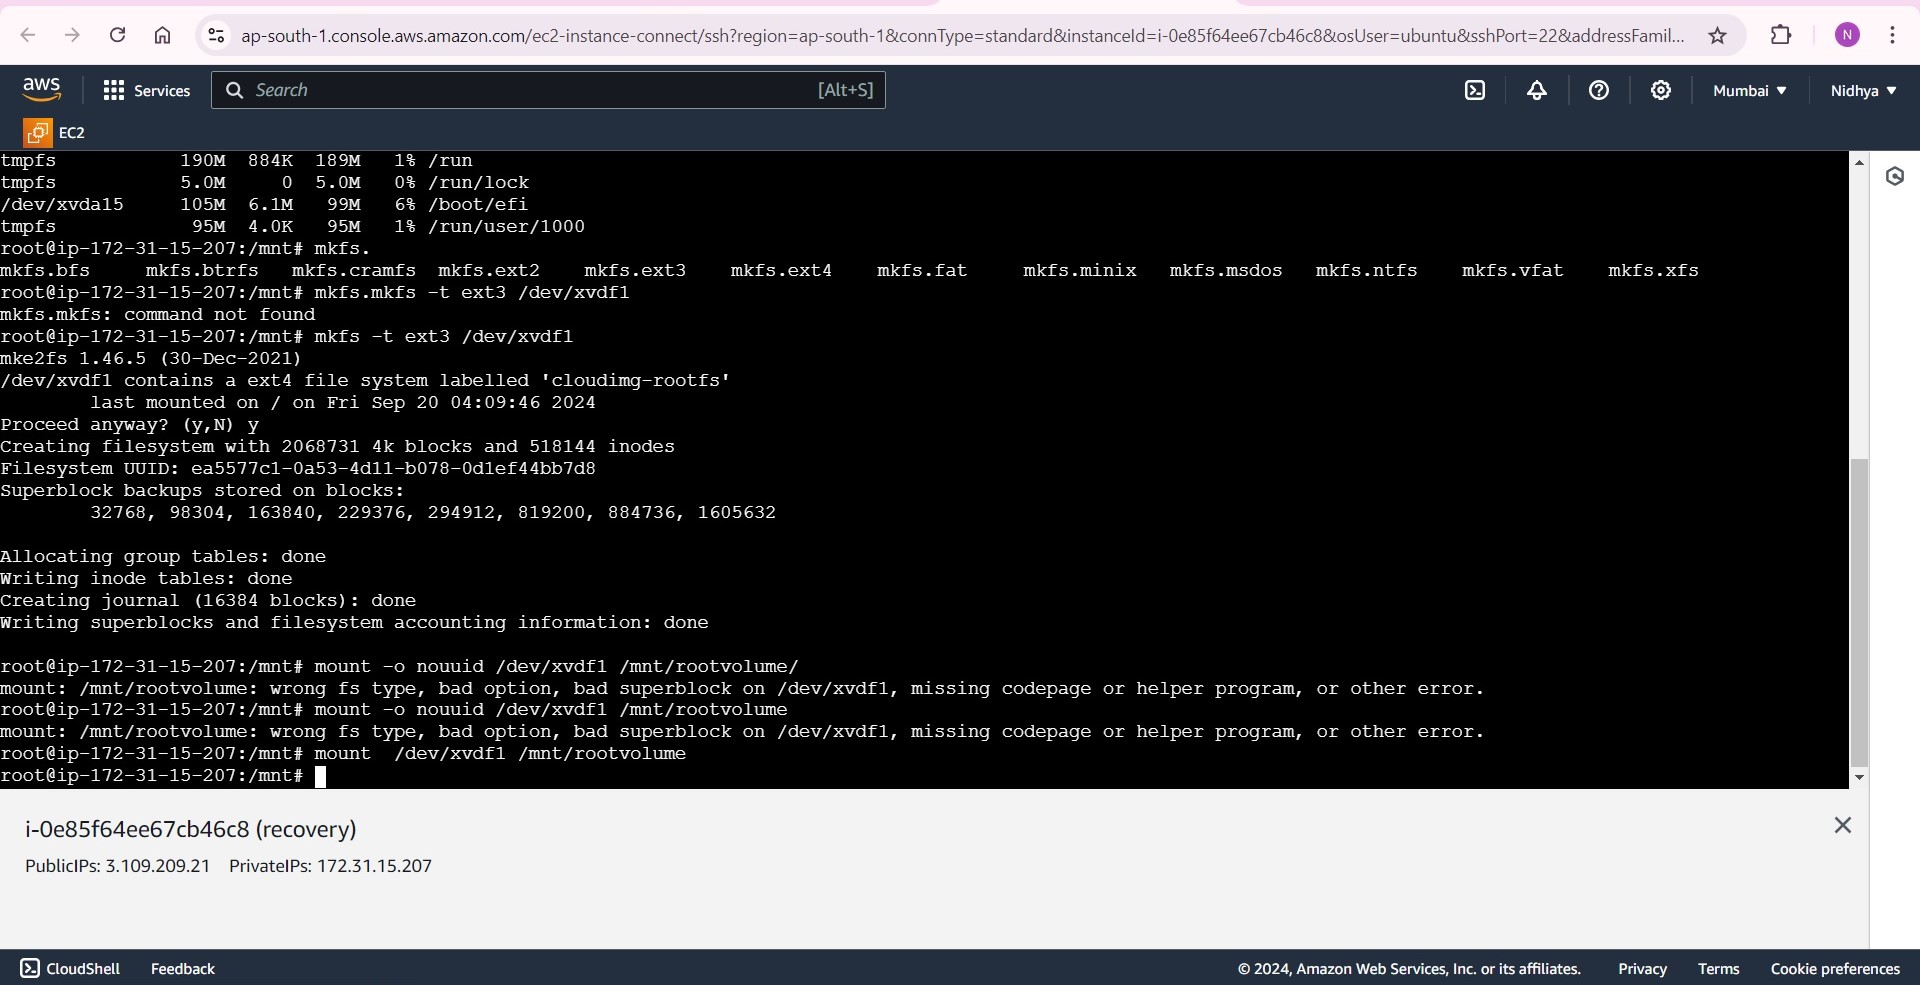 ap-south-1.console.aws.amazon.com/ec2-instance-connect/ssh?region=ap-south-1&connType=standard&instanceId=i-0e85f64ee67cb46c8&osUser=ubuntu&sshPort=22&addressFamil...
N
aws Services Search [Alt+S] Mumbai Nidhya
EC2
tmpfs 190M 884K 189M 1% /run
tmpfs 5.0M 0 5.0M 0% /run/lock
/dev/xvda15 105M 6.1M 99M 6% /boot/efi
tmpfs 95M 4.0K 95M 1% /run/user/1000
root@ip-172-31-15-207:/mnt# mkfs.
mkfs.bfs mkfs.btrfs mkfs.cramfs mkfs.ext2 mkfs.ext3 mkfs.ext4 mkfs.fat mkfs.minix mkfs.msdos mkfs.ntfs mkfs.vfat mkfs.xfs
root@ip-172-31-15-207:/mnt# mkfs.mkfs -t ext3 /dev/xvdf1
mkfs.mkfs: command not found
root@ip-172-31-15-207:/mnt# mkfs -t ext3 /dev/xvdf1
mke2fs 1.46.5 (30-Dec-2021)
/dev/xvdf1 contains a ext4 file system labelled 'cloudimg-rootfs'
last mounted on / on Fri Sep 20 04:09:46 2024
Proceed anyway? (y,N) y
Creating filesystem with 2068731 4k blocks and 518144 inodes
Filesystem UUID: ea5577c1-0a53-4d11-b078-0d1ef44bb7d8
Superblock backups stored on blocks:
32768, 98304, 163840, 229376, 294912, 819200, 884736, 1605632
Allocating group tables: done
Writing inode tables: done
Creating journal (16384 blocks): done
Writing superblocks and filesystem accounting information: done
root@ip-172-31-15-207:/mnt# mount -o nouuid /dev/xvdf1 /mnt/rootvolume/
mount: /mnt/rootvolume: wrong fs type, bad option, bad superblock on /dev/xvdf1, missing codepage or helper program, or other error.
root@ip-172-31-15-207:/mnt# mount -o nouuid /dev/xvdf1 /mnt/rootvolume
mount: /mnt/rootvolume: wrong fs type, bad option, bad superblock on /dev/xvdf1, missing codepage or helper program, or other error.
root@ip-172-31-15-207:/mnt# mount  /dev/xvdf1 /mnt/rootvolume
root@ip-172-31-15-207:/mnt#
i-0e85f64ee67cb46c8 (recovery)
PublicIPs: 3.109.209.21 PrivateIPs: 172.31.15.207
CloudShell Feedback © 2024, Amazon Web Services, Inc. or its affiliates. Privacy Terms Cookie preferences